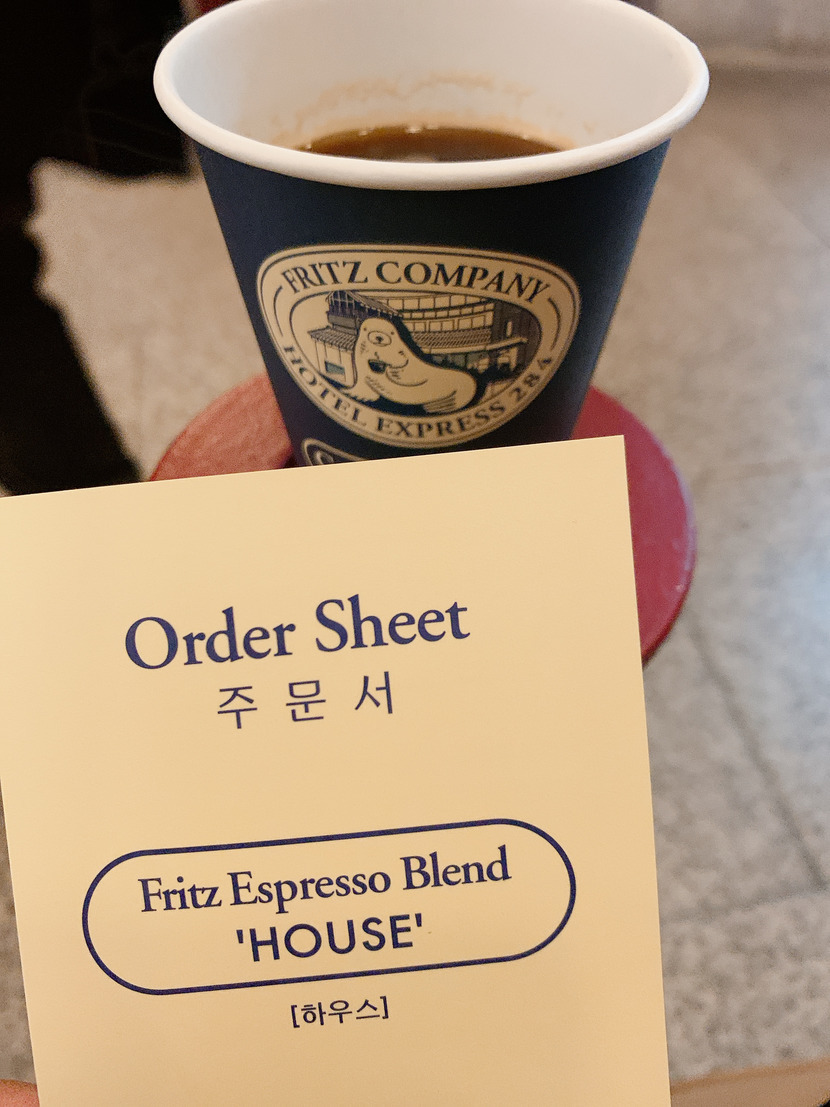 FRITZ COMPANY
HOTEL EXPRESS 284
Order Sheet
주문서
Fritz Espresso Blend
'HOUSE'
[하우스]